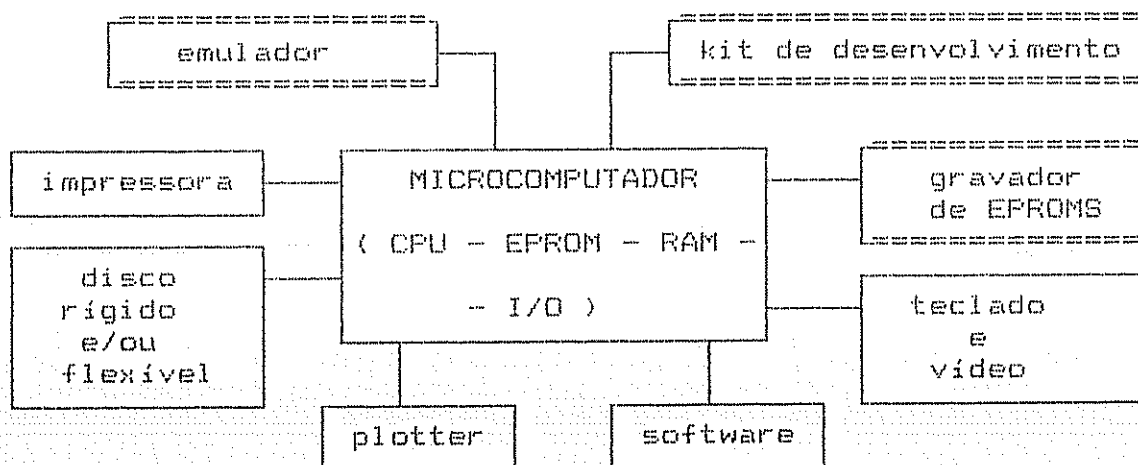 emulador
kit de desenvolvimento
impressora
MICROCOMPUTADOR
( CPU - EPROM - RAM -
- I/O )
gravador
de EPROMS
disco
rígido
e/ou
flexível
teclado
e
vídeo
plotter
software